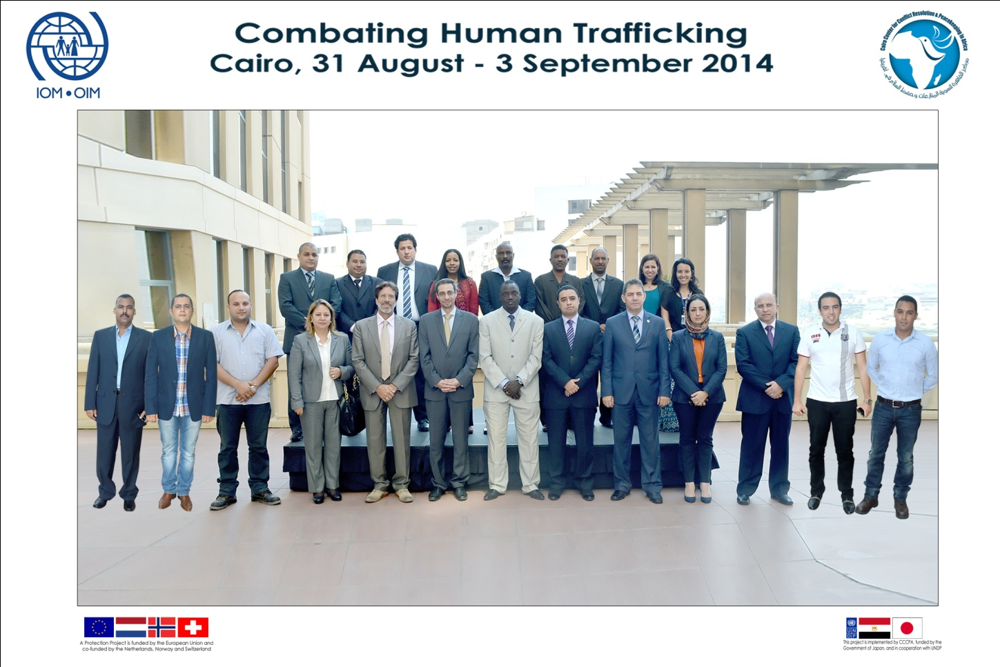 Combating Human Trafficking
Cairo, 31 August - 3 September 2014
IOM • OIM
Cairo Center for Conflict Resolution & Peacekeeping in Africa
مركز القاهرة لتسوية المنازعات وحفظ السلام في أفريقيا
1986
A Protection Project is funded by the European Union and
co-funded by the Netherlands, Norway and Switzerland
U N
D P
This project is implemented by CCCPA, funded by the
Government of Japan, and in cooperation with UNDP